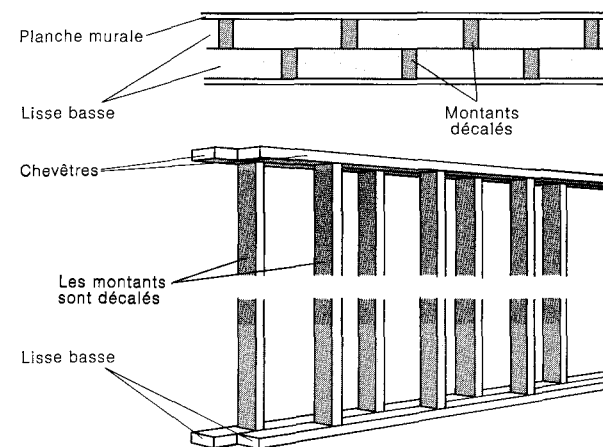 Planche murale
Lisse basse
Montants
décalés
Chevêtres
Les montants
sont décalés
Lisse basse